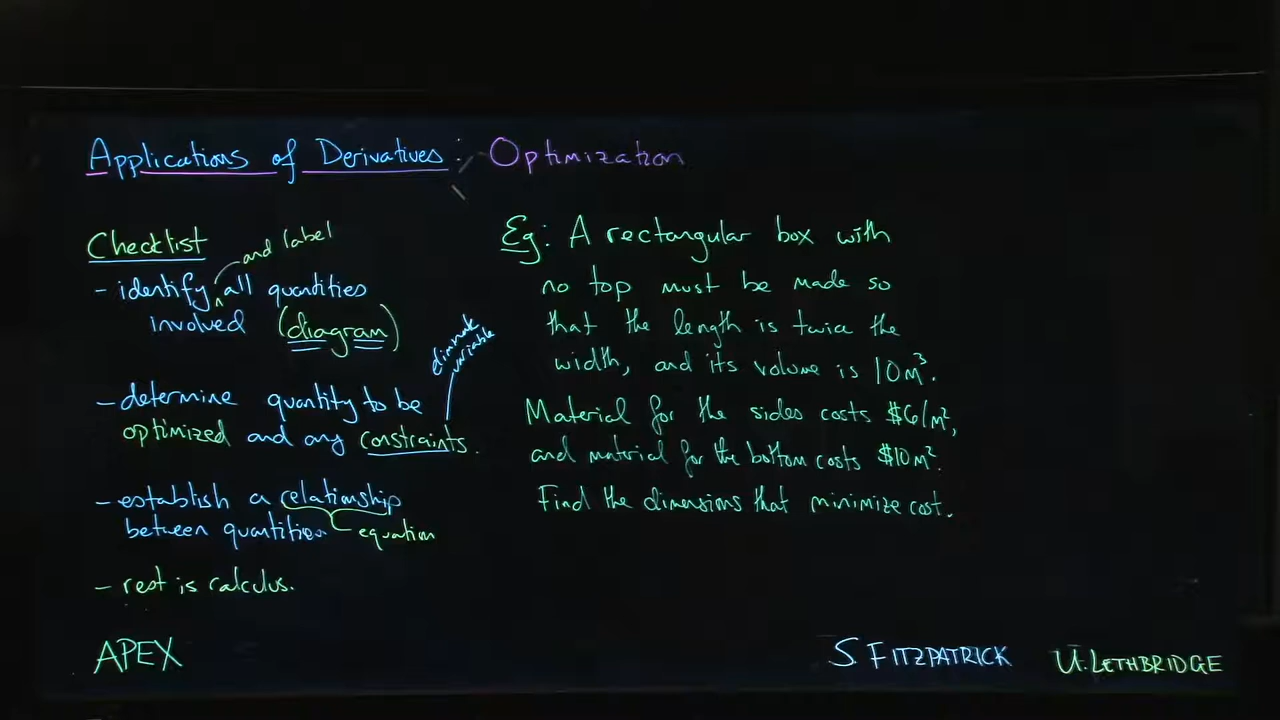 Applications of Derivatives: Optimization
Checklist
and label
- identify all quantities
involved (diagram)
eliminate
variable
- determine quantity to be
optimized and any constraints.
- establish a relationship
between quantities
equation
- rest is calculus.
APEX
Eg: A rectangular box with
no top must be made so
that the length is twice the
width, and its volume is 10m³.
Material for the sides costs $6/m²,
and material for the bottom costs $10m².
Find the dimensions that minimize cost.
S. FITZPATRICK U. LETHBRIDGE